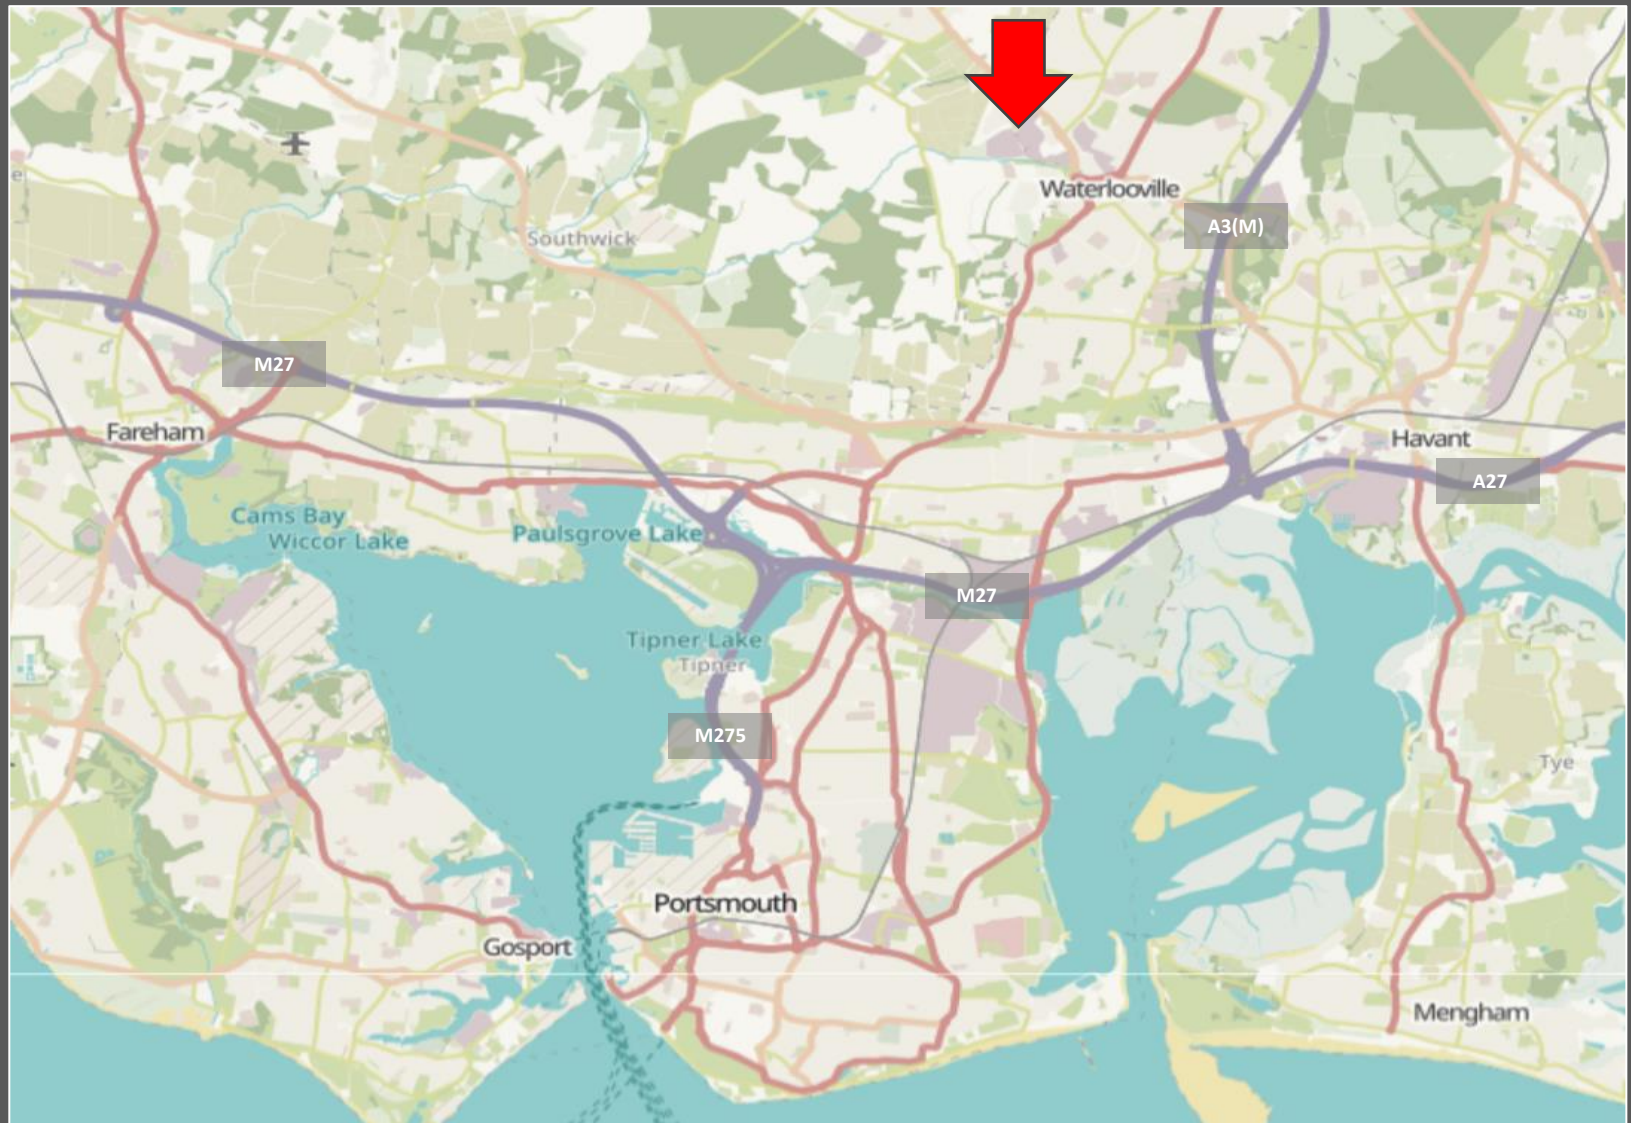 Waterlooville
A3(M)
Southwick
M27
Fareham
Havant
A27
Cams Bay
Wiccor Lake
Paulsgrove Lake
M27
Tipner Lake
Tipner
M275
Tye
Portsmouth
Gosport
Mengham